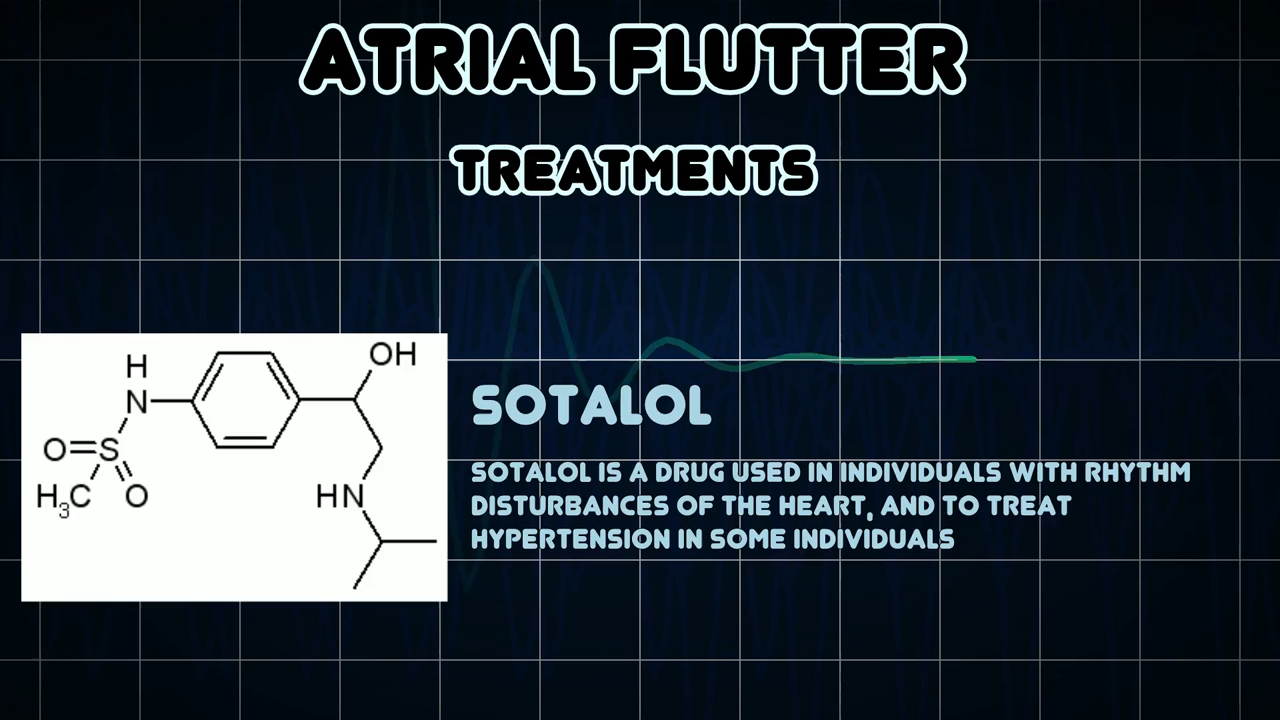 ATRIAL FLUTTER
TREATMENTS
OH
H
N
O=S
O
H3C
HN
SOTALOL
SOTALOL IS A DRUG USED IN INDIVIDUALS WITH RHYTHM
DISTURBANCES OF THE HEART, AND TO TREAT
HYPERTENSION IN SOME INDIVIDUALS